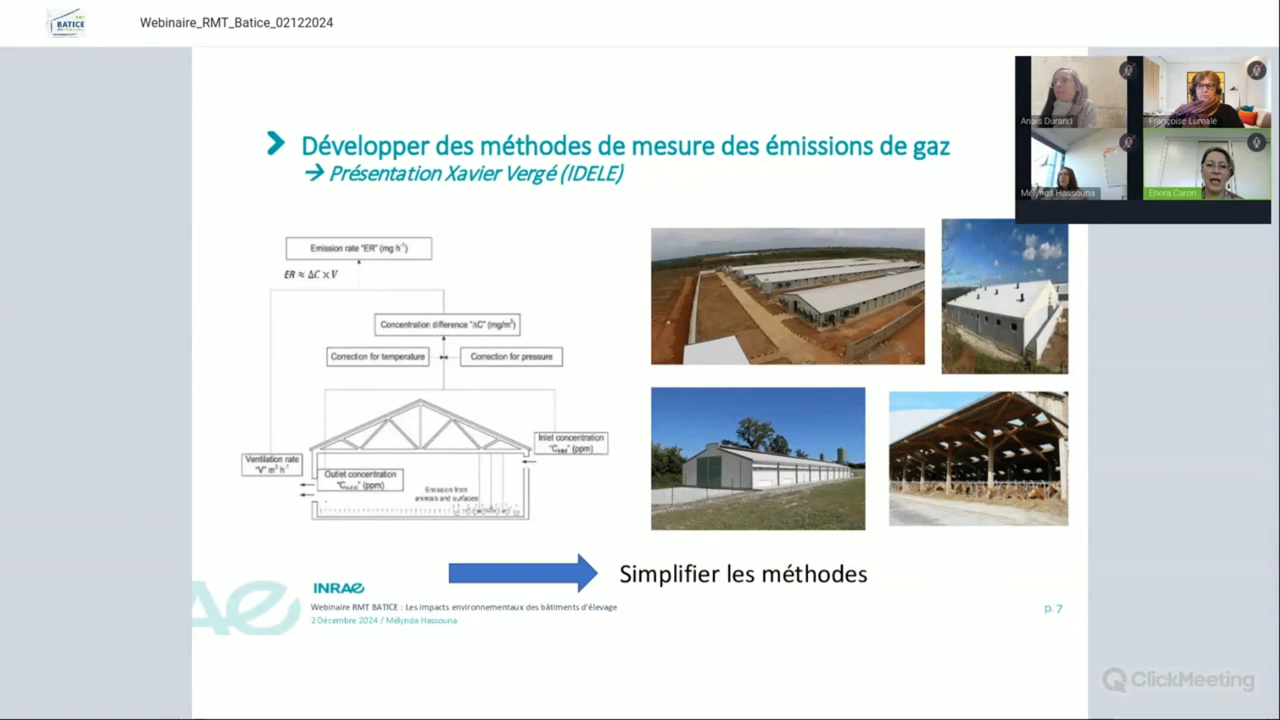 BATICE
Webinaire_RMT_Batice_02122024
Développer des méthodes de mesure des émissions de gaz
→ Présentation Xavier Vergé (IDELE)
Anaïs Durand
Françoise Lumalé
Mélynda Hassouna
Enora Caron
Emission rate "ER" (mg h⁻¹)
ER ≈ ΔC × V
Concentration difference "ΔC" (mg/m³)
Correction for temperature
Correction for pressure
Inlet concentration
(ppm)
Ventilation rate
"V" m³ h⁻¹
Outlet concentration
(ppm)
Emission from
animals and surfaces
Simplifier les méthodes
INRAE
Webinaire RMT BATICE : Les impacts environnementaux des bâtiments d'élevage
2 Décembre 2024 / Mélynda Hassouna
p. 7
ClickMeeting